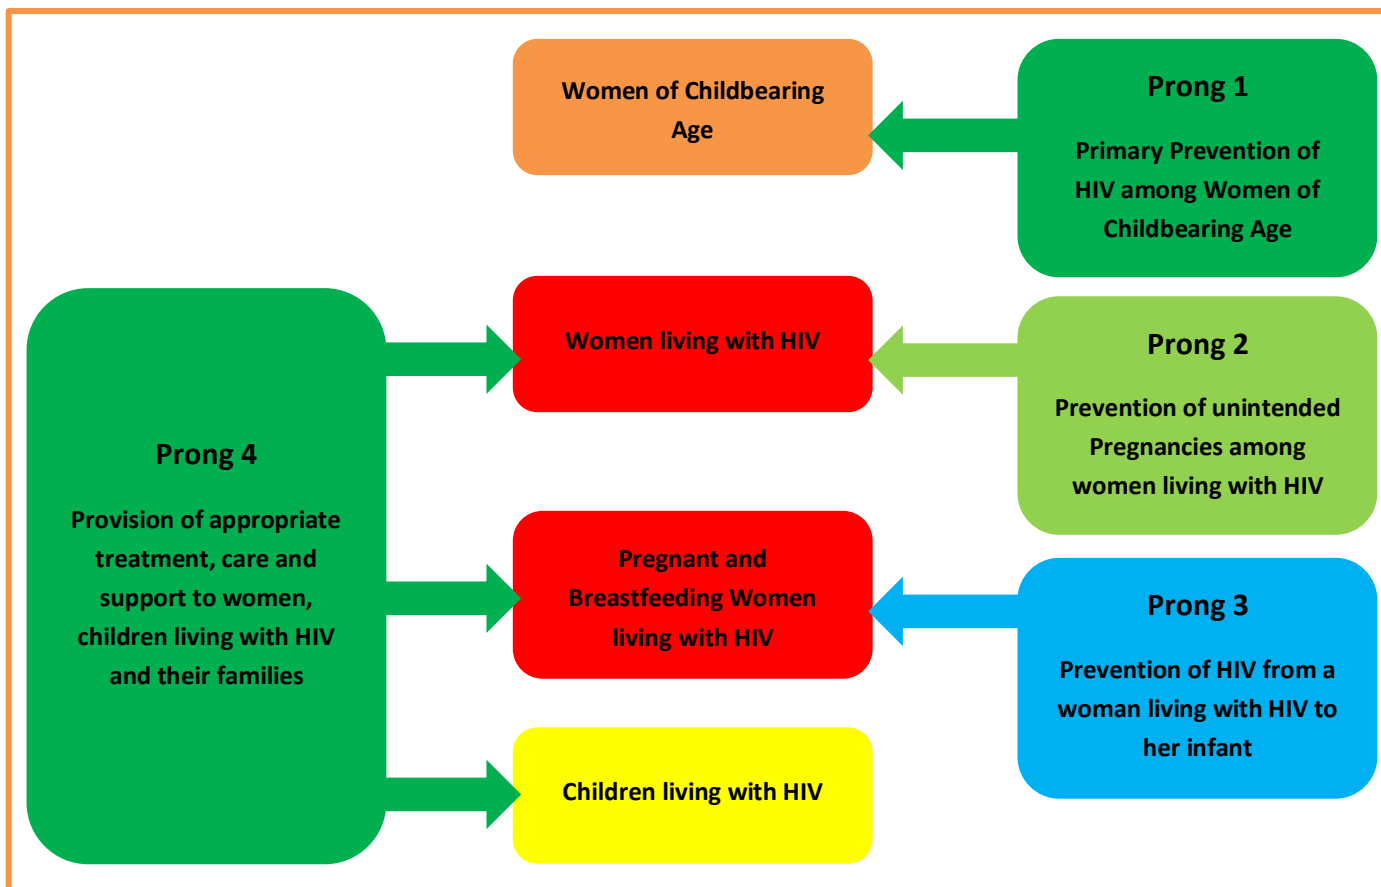 Women of Childbearing
Age
Prong 1
Primary Prevention of
HIV among Women of
Childbearing Age
Women living with HIV
Prong 2
Prevention of unintended
Pregnancies among
women living with HIV
Prong 4
Provision of appropriate
treatment, care and
support to women,
children living with HIV
and their families
Pregnant and
Breastfeeding Women
living with HIV
Prong 3
Prevention of HIV from a
woman living with HIV to
her infant
Children living with HIV